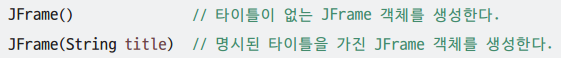 JFrame() // 타이틀이 없는 JFrame 객체를 생성한다.
JFrame(String title) // 명시된 타이틀을 가진 JFrame 객체를 생성한다.